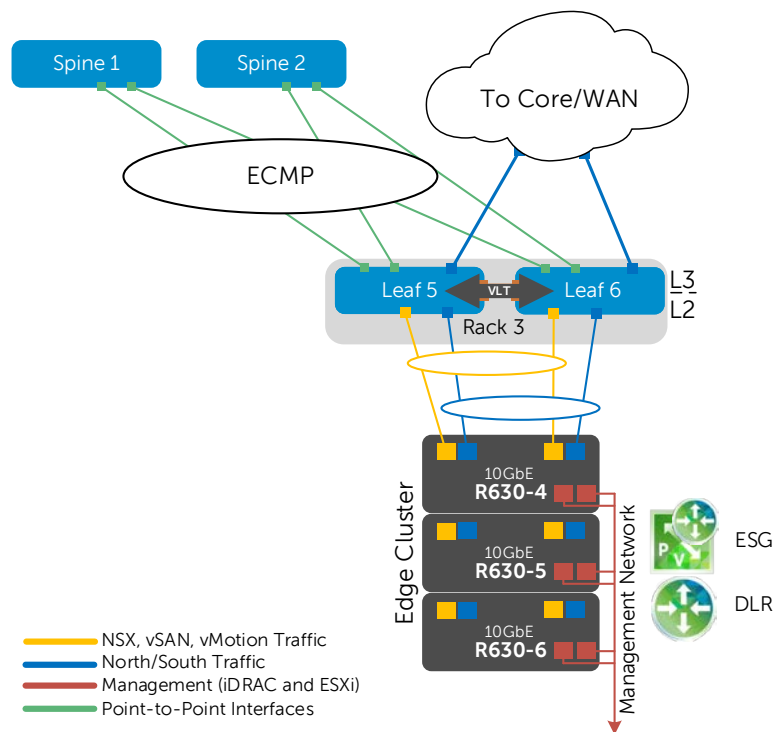 Spine 1
Spine 2
To Core/WAN
ECMP
Leaf 5
VLT
Leaf 6
L3
L2
Rack 3
10GbE
R630-4
10GbE
R630-5
10GbE
R630-6
Edge Cluster
Management Network
P
V
ESG
DLR
NSX, vSAN, vMotion Traffic
North/South Traffic
Management (iDRAC and ESXi)
Point-to-Point Interfaces